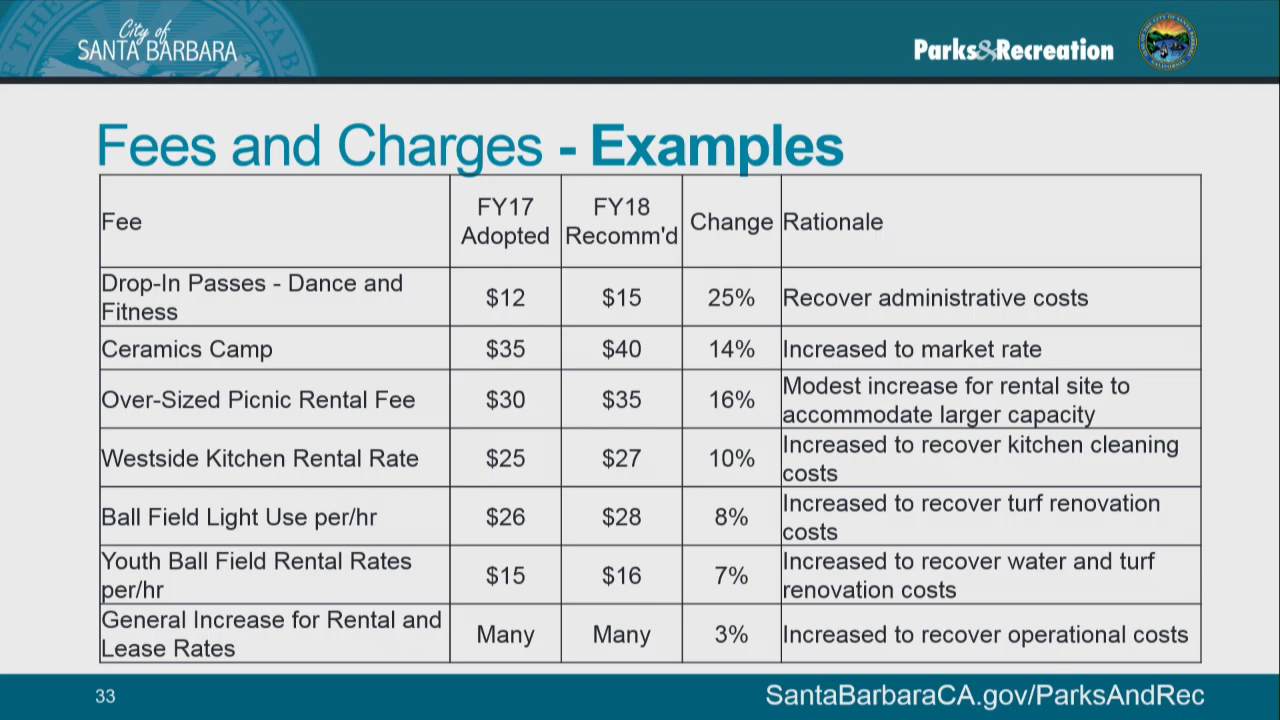 City of
SANTA BARBARA
Parks&Recreation
Fees and Charges - Examples
Fee
FY17
Adopted
FY18
Recomm'd
Change
Rationale
Drop-In Passes - Dance and
Fitness
$12
$15
25%
Recover administrative costs
Ceramics Camp
$35
$40
14%
Increased to market rate
Over-Sized Picnic Rental Fee
$30
$35
16%
Modest increase for rental site to
accommodate larger capacity
Westside Kitchen Rental Rate
$25
$27
10%
Increased to recover kitchen cleaning
costs
Ball Field Light Use per/hr
$26
$28
8%
Increased to recover turf renovation
costs
Youth Ball Field Rental Rates
per/hr
$15
$16
7%
Increased to recover water and turf
renovation costs
General Increase for Rental and
Lease Rates
Many
Many
3%
Increased to recover operational costs
33
SantaBarbaraCA.gov/ParksAndRec